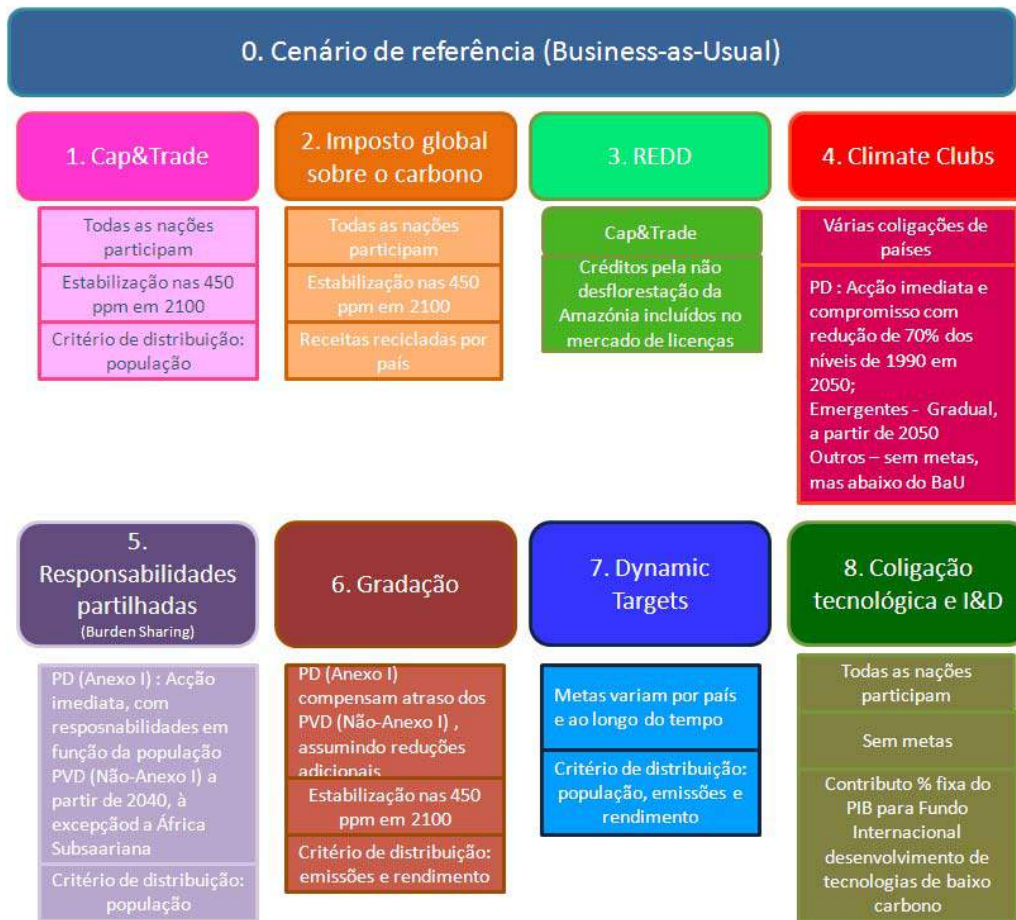 0. Cenário de referência (Business-as-Usual)
1. Cap&Trade
Todas as nações
participam
Estabilização nas 450
ppm em 2100
Critério de distribuição:
população
2. Imposto global
sobre o carbono
Todas as nações
participam
Estabilização nas 450
ppm em 2100
Receitas recicladas por
país
3. REDD
Cap&Trade
Créditos pela não
desflorestação da
Amazónia incluídos no
mercado de licenças
4. Climate Clubs
Várias coligações de
países
PD : Acção imediata e
compromisso com
redução de 70% dos
níveis de 1990 em
2050;
Emergentes - Gradual,
a partir de 2050
Outros – sem metas,
mas abaixo do BaU
5.
Responsabilidades
partilhadas
(Burden Sharing)
PD (Anexo I) : Acção
imediata, com
resposnabilidades em
função da população
PVD (Não-Anexo I) a
partir de 2040, à
excepçãod a África
Subsaariana
Critério de distribuição:
população
6. Gradação
PD (Anexo I)
compensam atraso dos
PVD (Não-Anexo I) ,
assumindo reduções
adicionais
Estabilização nas 450
ppm em 2100
Critério de distribuição:
emissões e rendimento
7. Dynamic
Targets
Metas variam por país
e ao longo do tempo
Critério de distribuição:
população, emissões e
rendimento
8. Coligação
tecnológica e I&D
Todas as nações
participam
Sem metas
Contributo % fixa do
PIB para Fundo
Internacional
desenvolvimento de
tecnologias de baixo
carbono